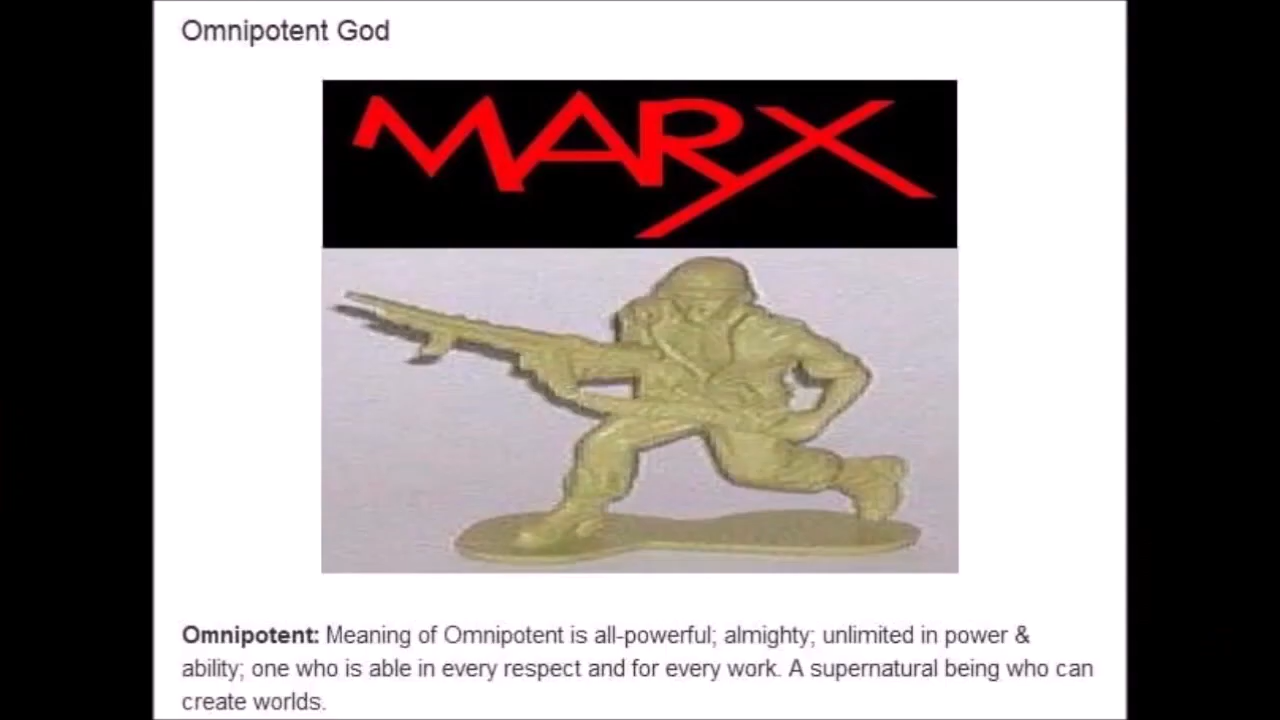 Omnipotent God
MARX
Omnipotent: Meaning of Omnipotent is all-powerful; almighty; unlimited in power &
ability; one who is able in every respect and for every work. A supernatural being who can
create worlds.